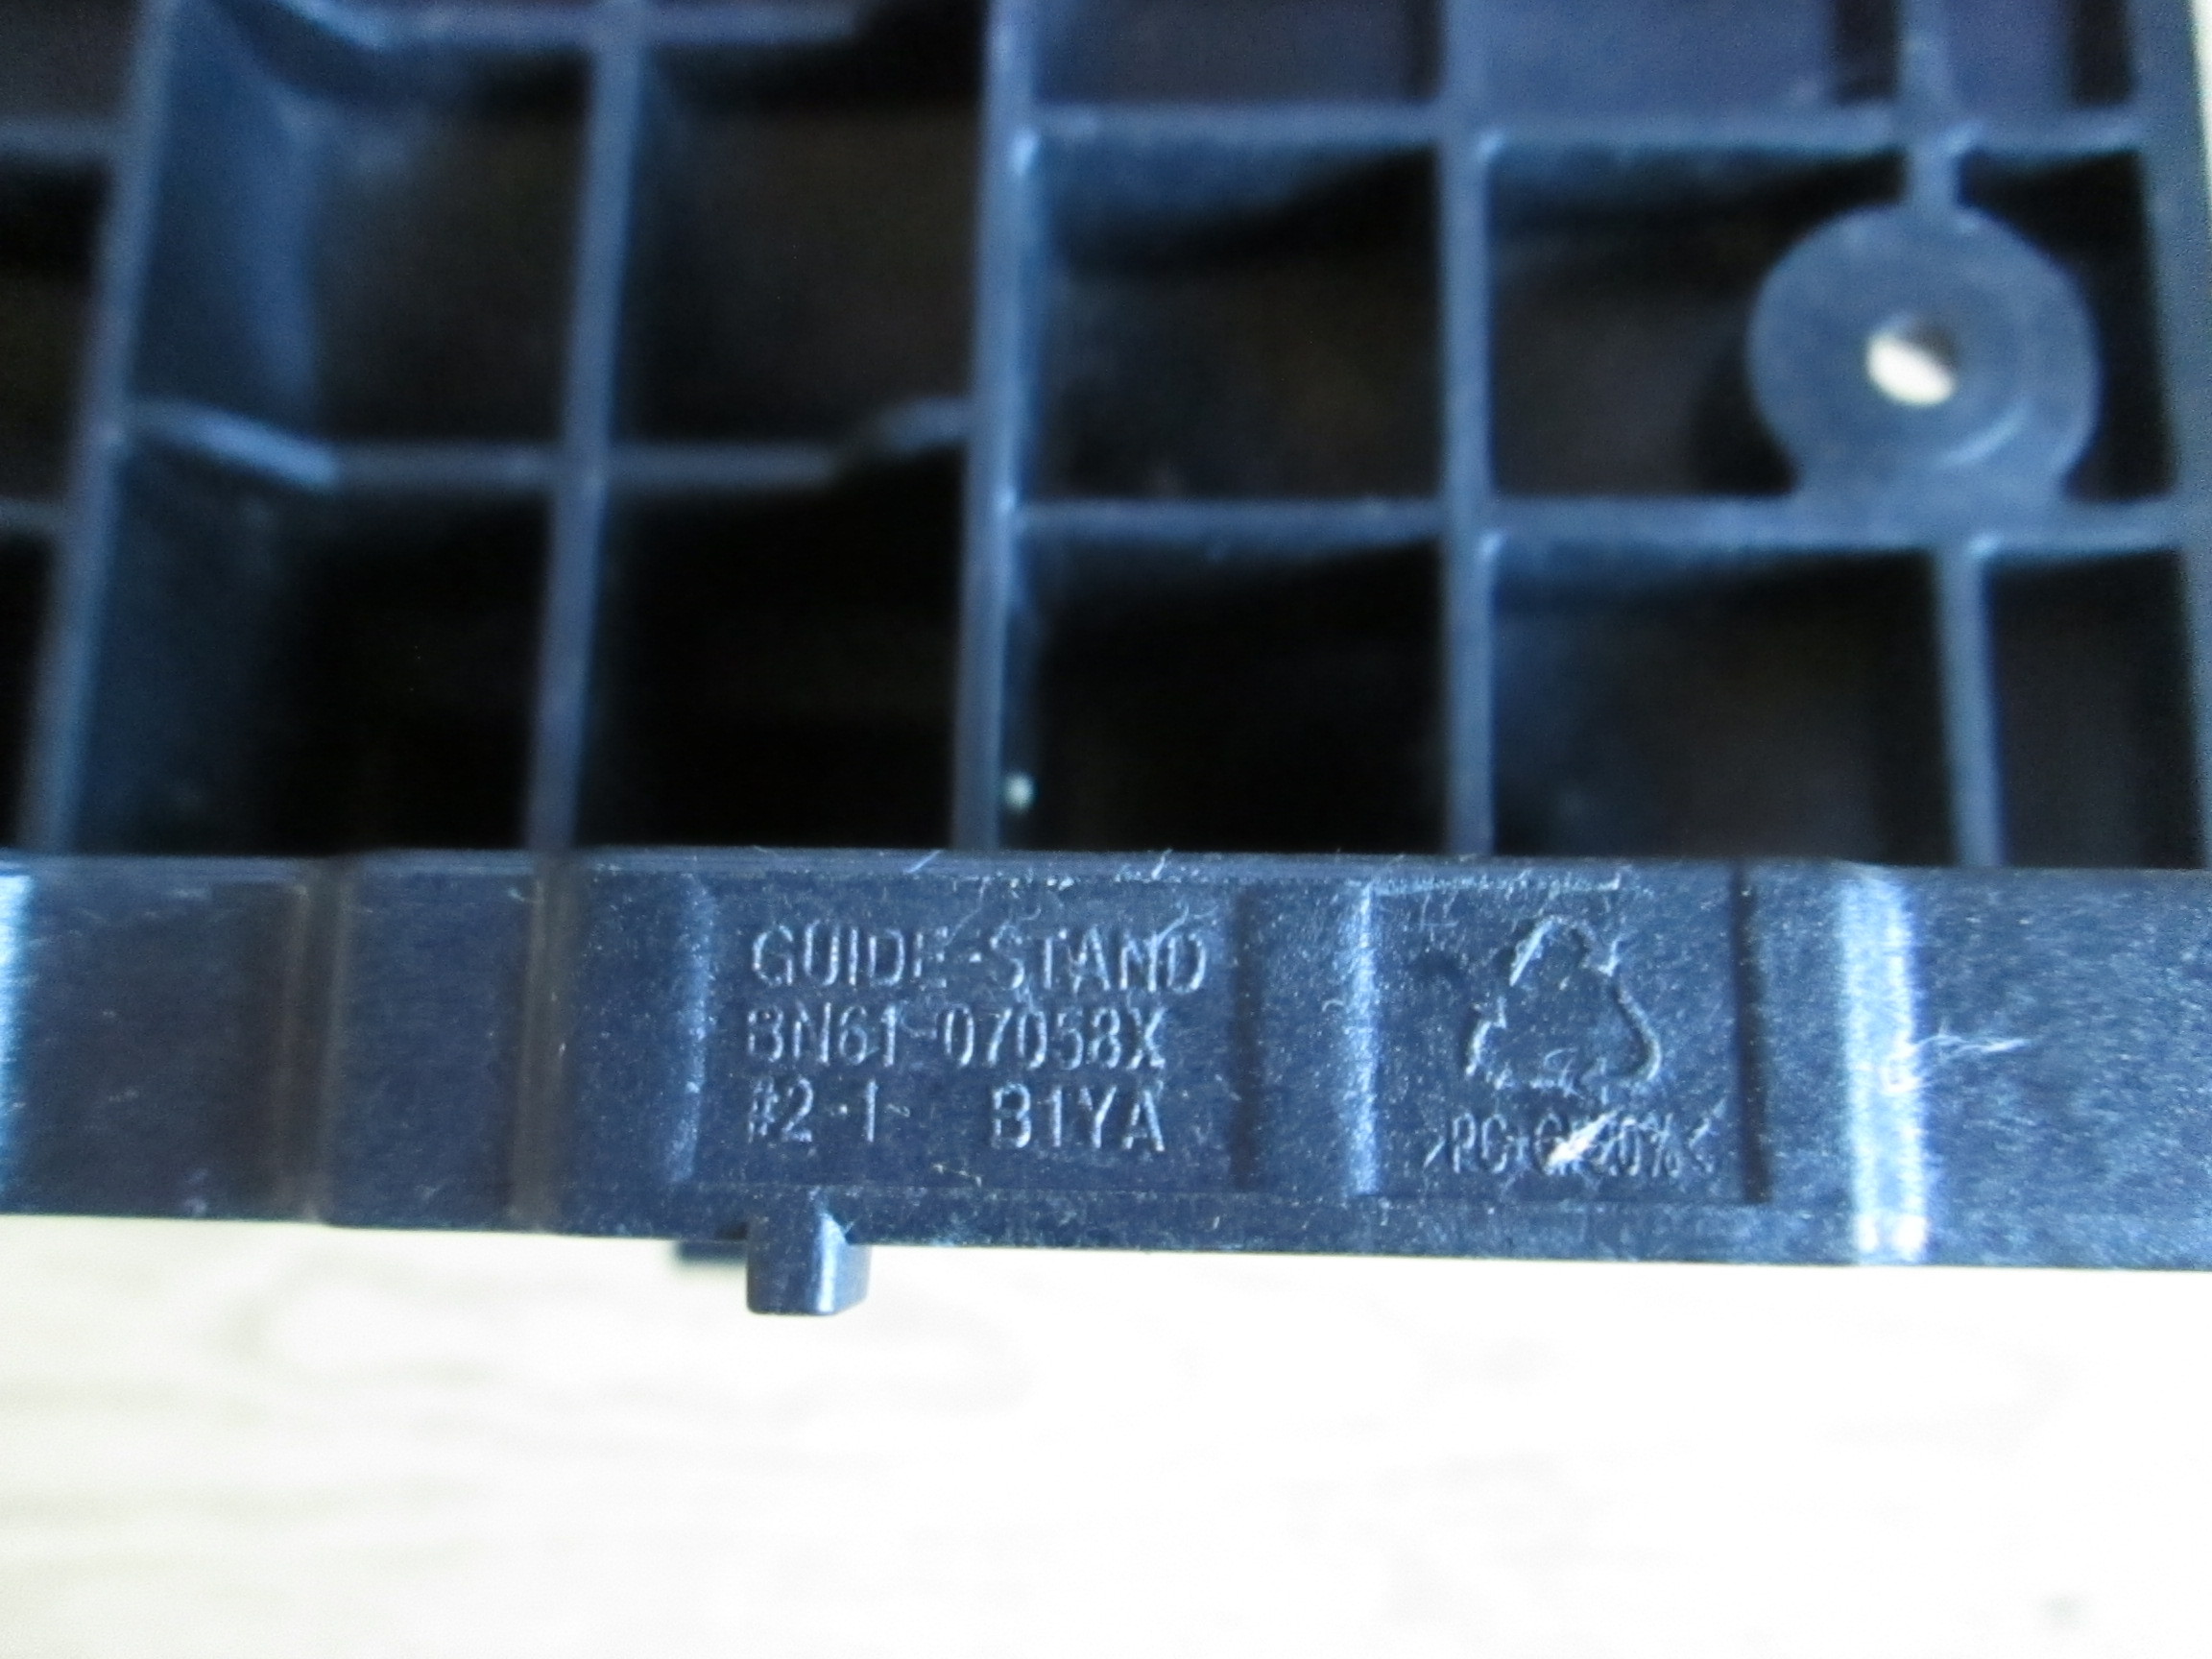 GUIDE-STAND
BN61-07058X
#2-1 B1YA